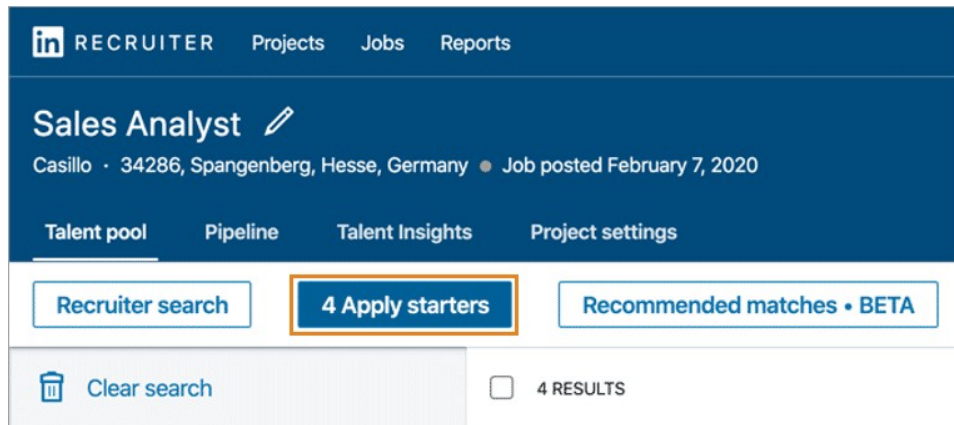 in RECRUITER Projects Jobs Reports
Sales Analyst
Casillo · 34286, Spangenberg, Hesse, Germany ● Job posted February 7, 2020
Talent pool Pipeline Talent Insights Project settings
Recruiter search 4 Apply starters Recommended matches • BETA
Clear search 4 RESULTS